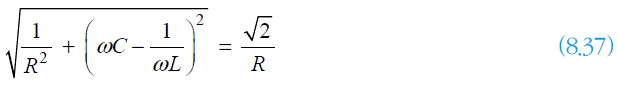 √(1/R² + (ωC − 1/ωL)²) = √2/R (8.37)